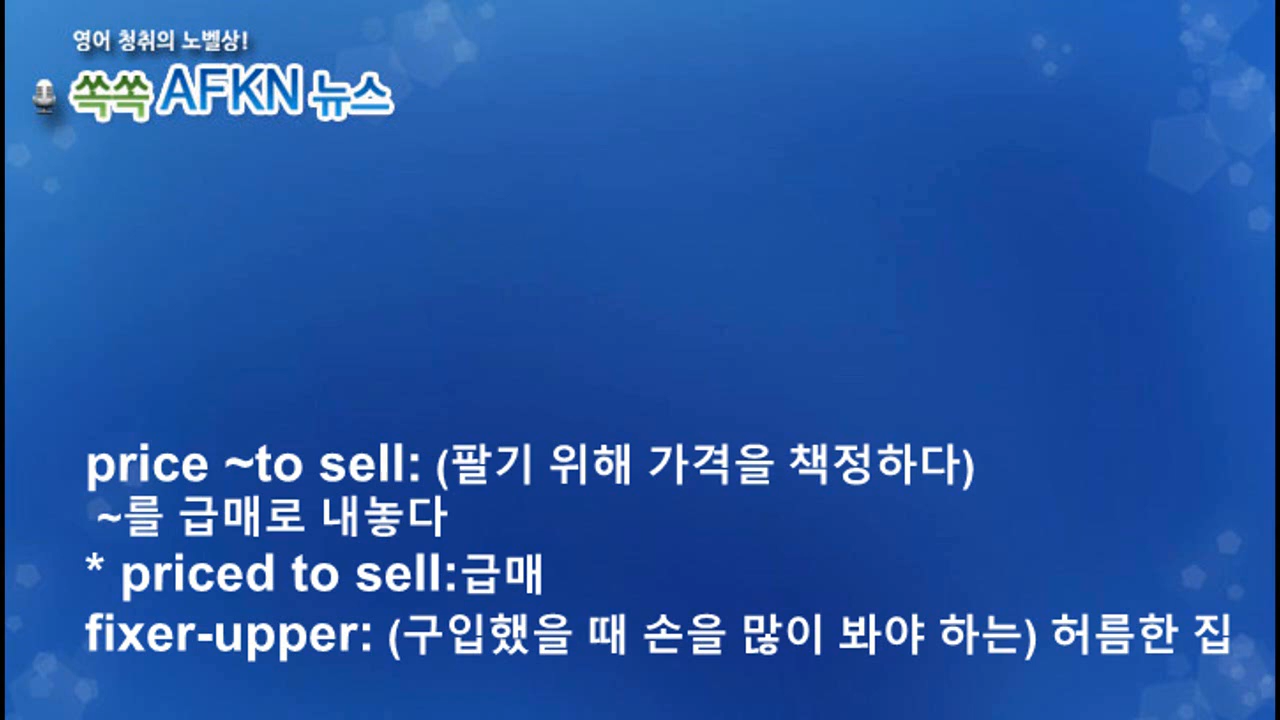 영어 청취의 노벨상!
쏙쏙 AFKN 뉴스
price ~to sell: (팔기 위해 가격을 책정하다)
~를 급매로 내놓다
* priced to sell:급매
fixer-upper: (구입했을 때 손을 많이 봐야 하는) 허름한 집